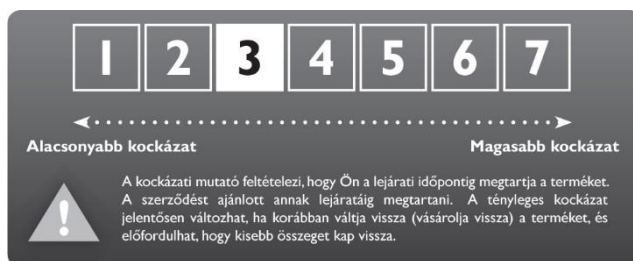 1 2 3 4 5 6 7
Alacsonyabb kockázat Magasabb kockázat
A kockázati mutató feltételezi, hogy Ön a lejárati időpontig megtartja a terméket.
A szerződést ajánlott annak lejáratáig megtartani. A tényleges kockázat
jelentősen változhat, ha korábban váltja vissza (vásárolja vissza) a terméket, és
előfordulhat, hogy kisebb összeget kap vissza.